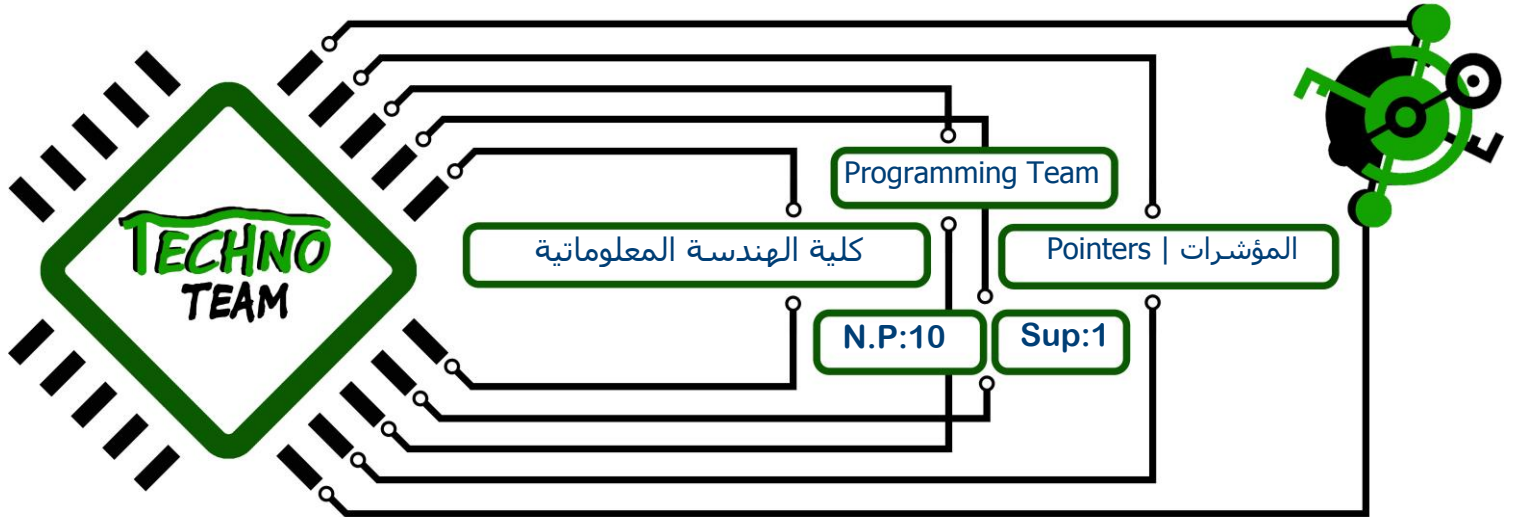 TECHNO
TEAM
Programming Team
كلية الهندسة المعلوماتية
المؤشرات | Pointers
N.P:10
Sup:1